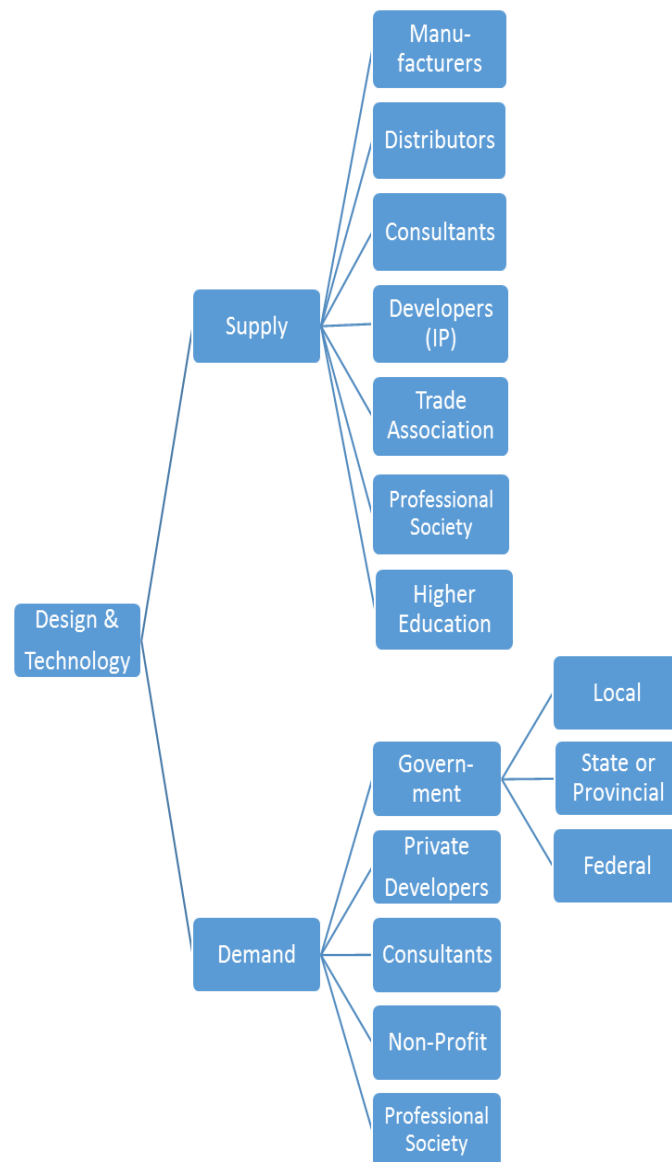 Manu-
facturers
Distributors
Consultants
Supply
Developers
(IP)
Trade
Association
Professional
Society
Higher
Education
Design &
Technology
Local
Govern-
ment
State or
Provincial
Federal
Private
Developers
Demand
Consultants
Non-Profit
Professional
Society